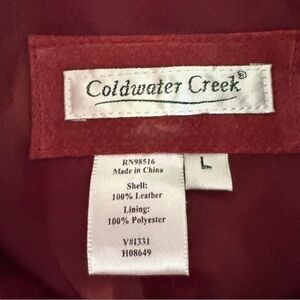 Coldwater Creek®
RN98516
Made in China
Shell:
100% Leather
Lining:
100% Polyester
V#1331
H08649
L